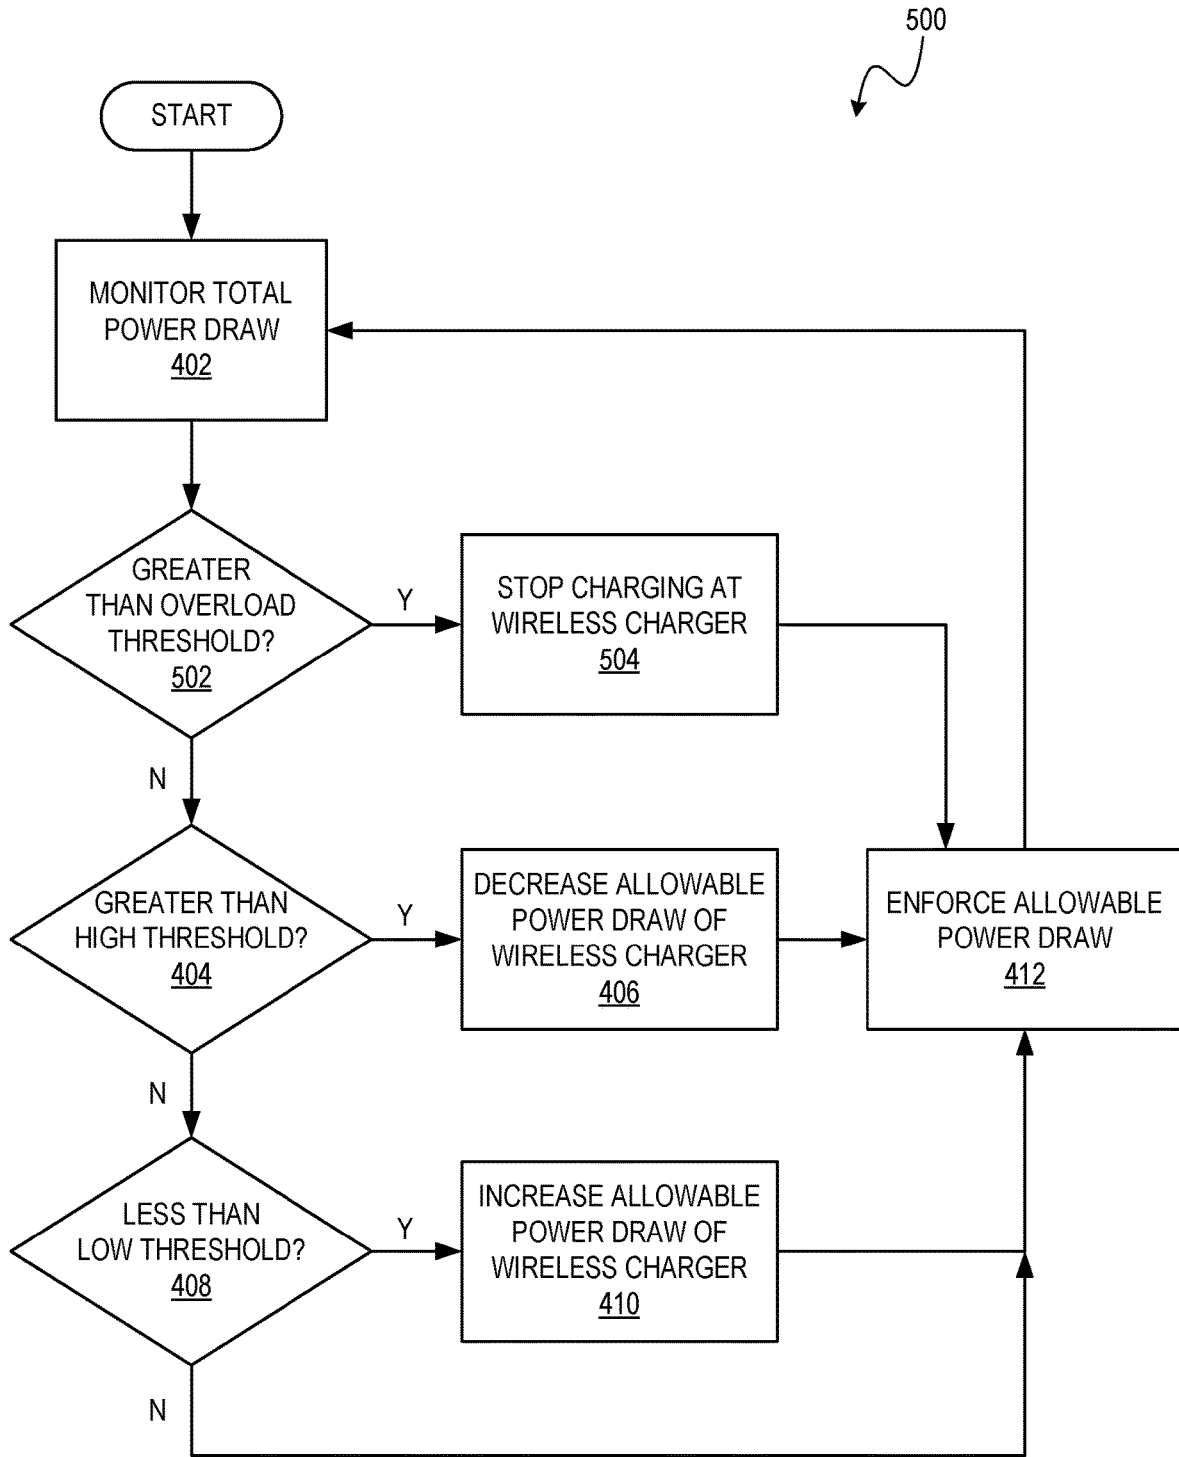 500
START
MONITOR TOTAL
POWER DRAW
402
GREATER
THAN OVERLOAD
THRESHOLD?
502
Y
STOP CHARGING AT
WIRELESS CHARGER
504
N
GREATER THAN
HIGH THRESHOLD?
404
Y
DECREASE ALLOWABLE
POWER DRAW OF
WIRELESS CHARGER
406
ENFORCE ALLOWABLE
POWER DRAW
412
N
LESS THAN
LOW THRESHOLD?
408
Y
INCREASE ALLOWABLE
POWER DRAW OF
WIRELESS CHARGER
410
N